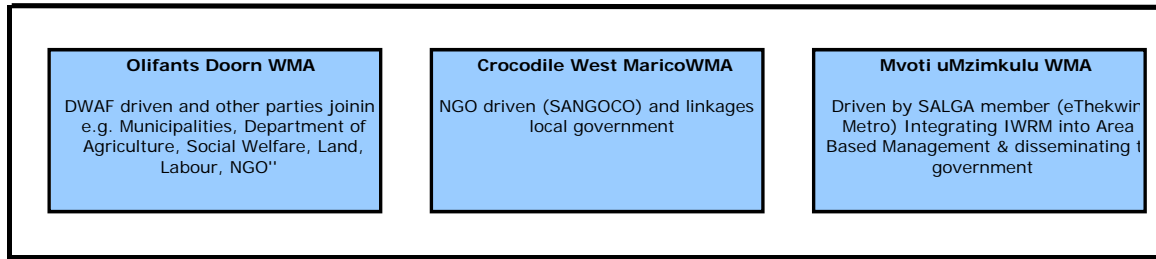 Olifants Doorn WMA
DWAF driven and other parties joinin
e.g. Municipalities, Department of
Agriculture, Social Welfare, Land,
Labour, NGO"
Crocodile West MaricoWMA
NGO driven (SANGOCO) and linkages
local government
Mvoti uMzimkulu WMA
Driven by SALGA member (eThekwin
Metro) Integrating IWRM into Area
Based Management & disseminating t
government